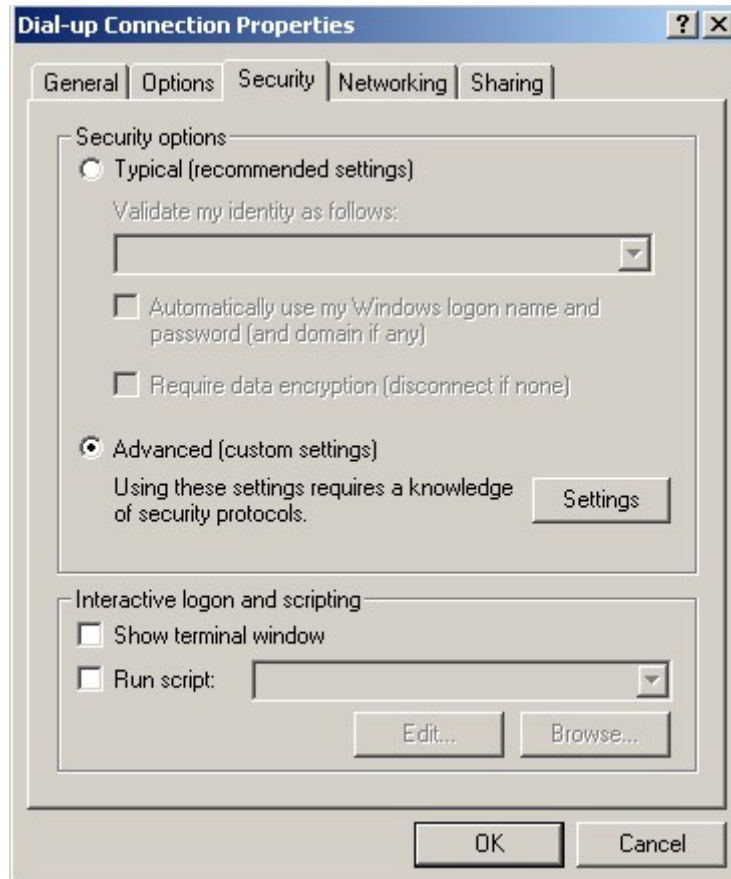 Dial-up Connection Properties
General Options Security Networking Sharing
Security options
Typical (recommended settings)
Validate my identity as follows:
Automatically use my Windows logon name and
password (and domain if any)
Require data encryption (disconnect if none)
Advanced (custom settings)
Using these settings requires a knowledge
of security protocols.
Settings
Interactive logon and scripting
Show terminal window
Run script:
Edit... Browse...
OK Cancel